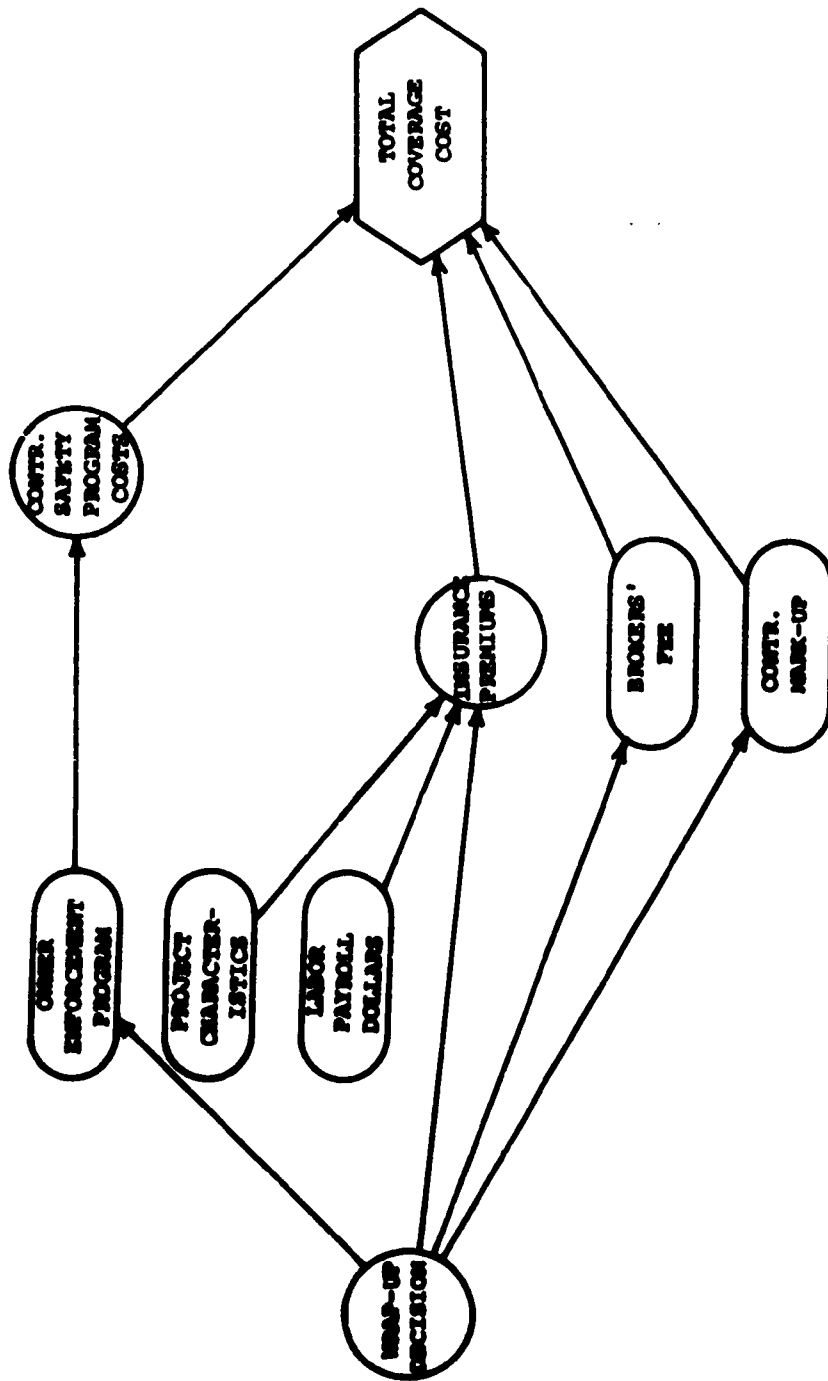 WRAP-UP
DECISION
OWNER
ENFORCEMENT
PROGRAM
PROJECT
CHARACTER-
ISTICS
LABOR
PAYROLL
DOLLARS
CONTR.
SAFETY
PROGRAM
COSTS
INSURANCE
PREMIUMS
BROKERS'
FEE
CONTR.
MARK-UP
TOTAL
COVERAGE
COST